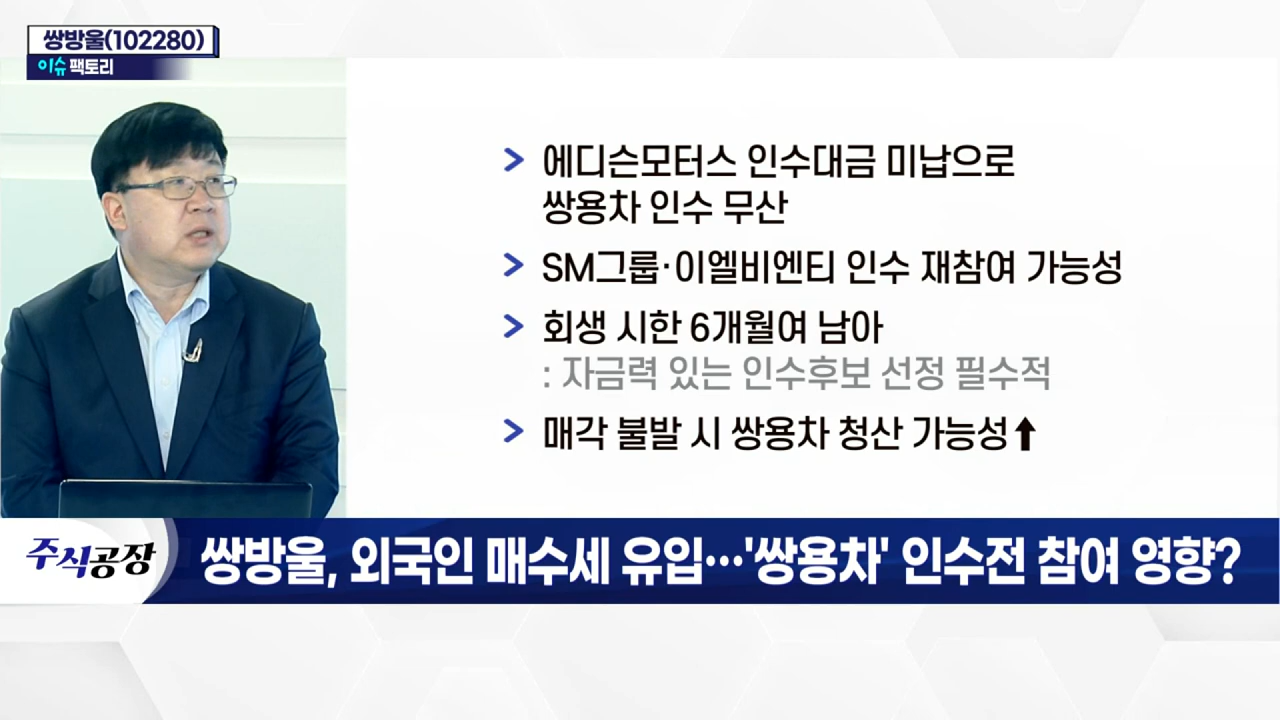 쌍방울(102280)
이슈 팩토리
> 에디슨모터스 인수대금 미납으로
쌍용차 인수 무산
> SM그룹·이엘비엔티 인수 재참여 가능성
> 회생 시한 6개월여 남아
: 자금력 있는 인수후보 선정 필수적
> 매각 불발 시 쌍용차 청산 가능성⬆
주식공장
쌍방울, 외국인 매수세 유입…'쌍용차' 인수전 참여 영향?